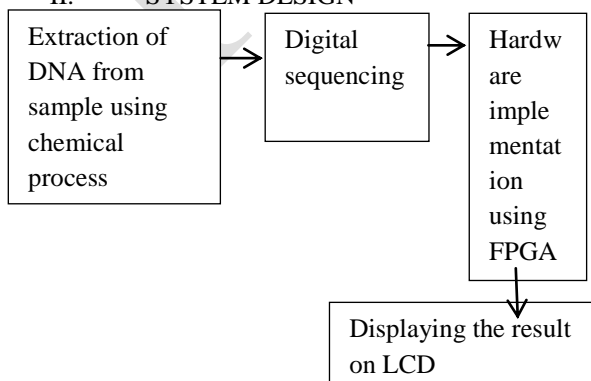 II. SYSTEM DESIGN
Extraction of
DNA from
sample using
chemical
process
Digital
sequencing
Hardw
are
imple
mentat
ion
using
FPGA
Displaying the result
on LCD